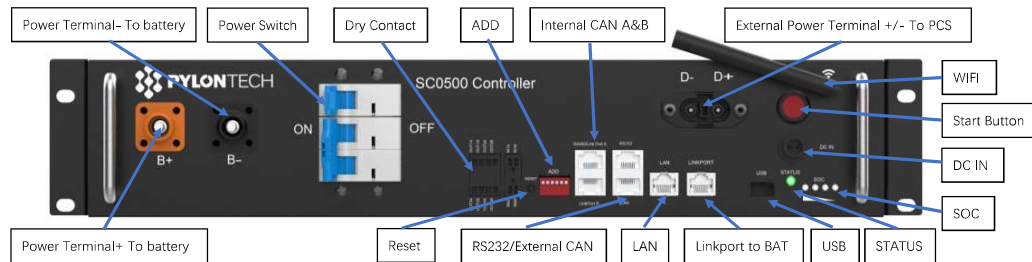 Power Terminal- To battery
Power Switch
Dry Contact
ADD
Internal CAN A&B
External Power Terminal +/- To PCS
PYLONTECH
SC0500 Controller
D-
D+
WIFI
Start Button
ON
OFF
B+
B-
RS232
ADD
RESET
LAN
LINKPORT
USB
STATUS
DC IN
SOC
DC IN
SOC
Power Terminal+ To battery
Reset
RS232/External CAN
LAN
Linkport to BAT
USB
STATUS